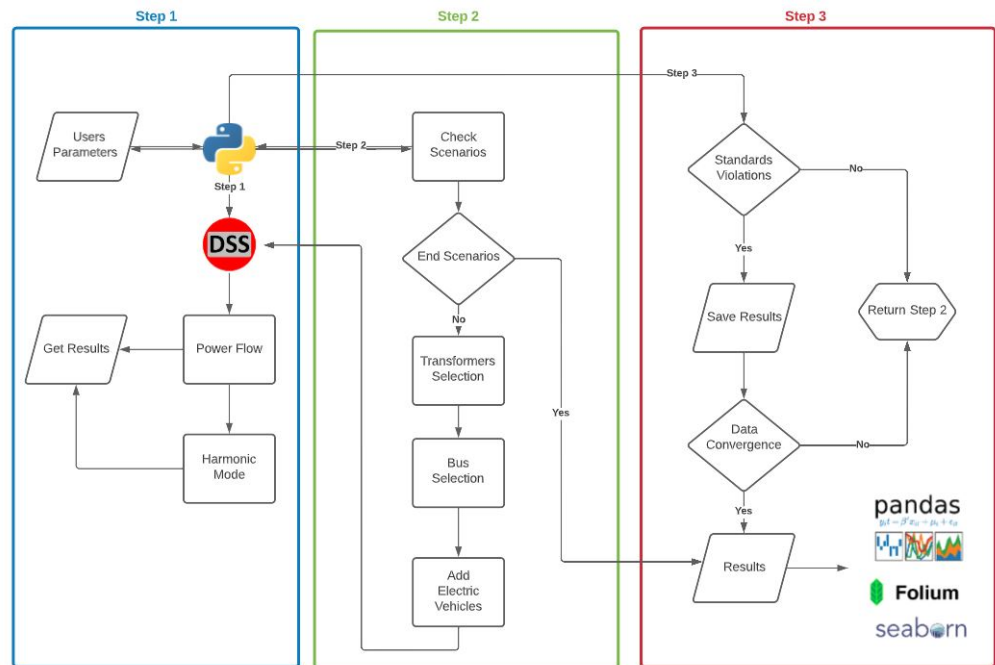 Step 1
Step 2
Step 3
Users
Parameters
Step 1
DSS
Power Flow
Get Results
Harmonic
Mode
Step 2
Check
Scenarios
End Scenarios
No
Yes
Transformers
Selection
Bus
Selection
Add
Electric
Vehicles
Step 3
Standards
Violations
No
Yes
Save Results
Return Step 2
Data
Convergence
No
Yes
Results
pandas
Folium
seaborn